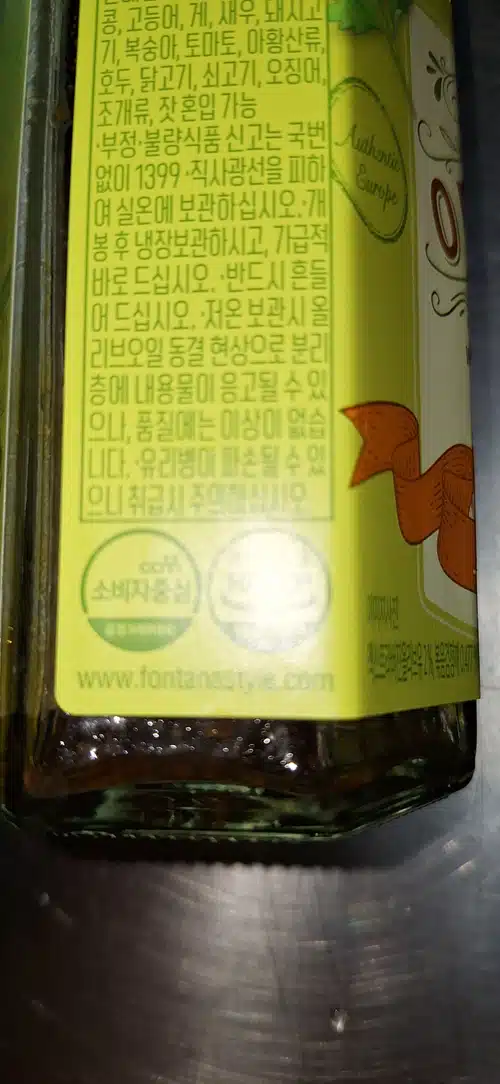 콩, 고등어, 게, 새우, 돼지고
기, 복숭아, 토마토, 아황산류,
호두, 닭고기, 쇠고기, 오징어,
조개류, 잣 혼입 가능
·부정·불량식품 신고는 국번
없이 1399 ·직사광선을 피하
여 실온에 보관하십시오. ·개
봉 후 냉장보관하시고, 가급적
바로 드십시오. ·반드시 흔들
어 드십시오. ·저온 보관시 올
리브오일 동결 현상으로 분리
층에 내용물이 응고될 수 있
으나, 품질에는 이상이 없습
니다. ·유리병이 파손될 수 있
으니 취급시 주의하십시오.
CCM
소비자중심
www.fontanastyle.com
Authentic
Europe
이미지사진